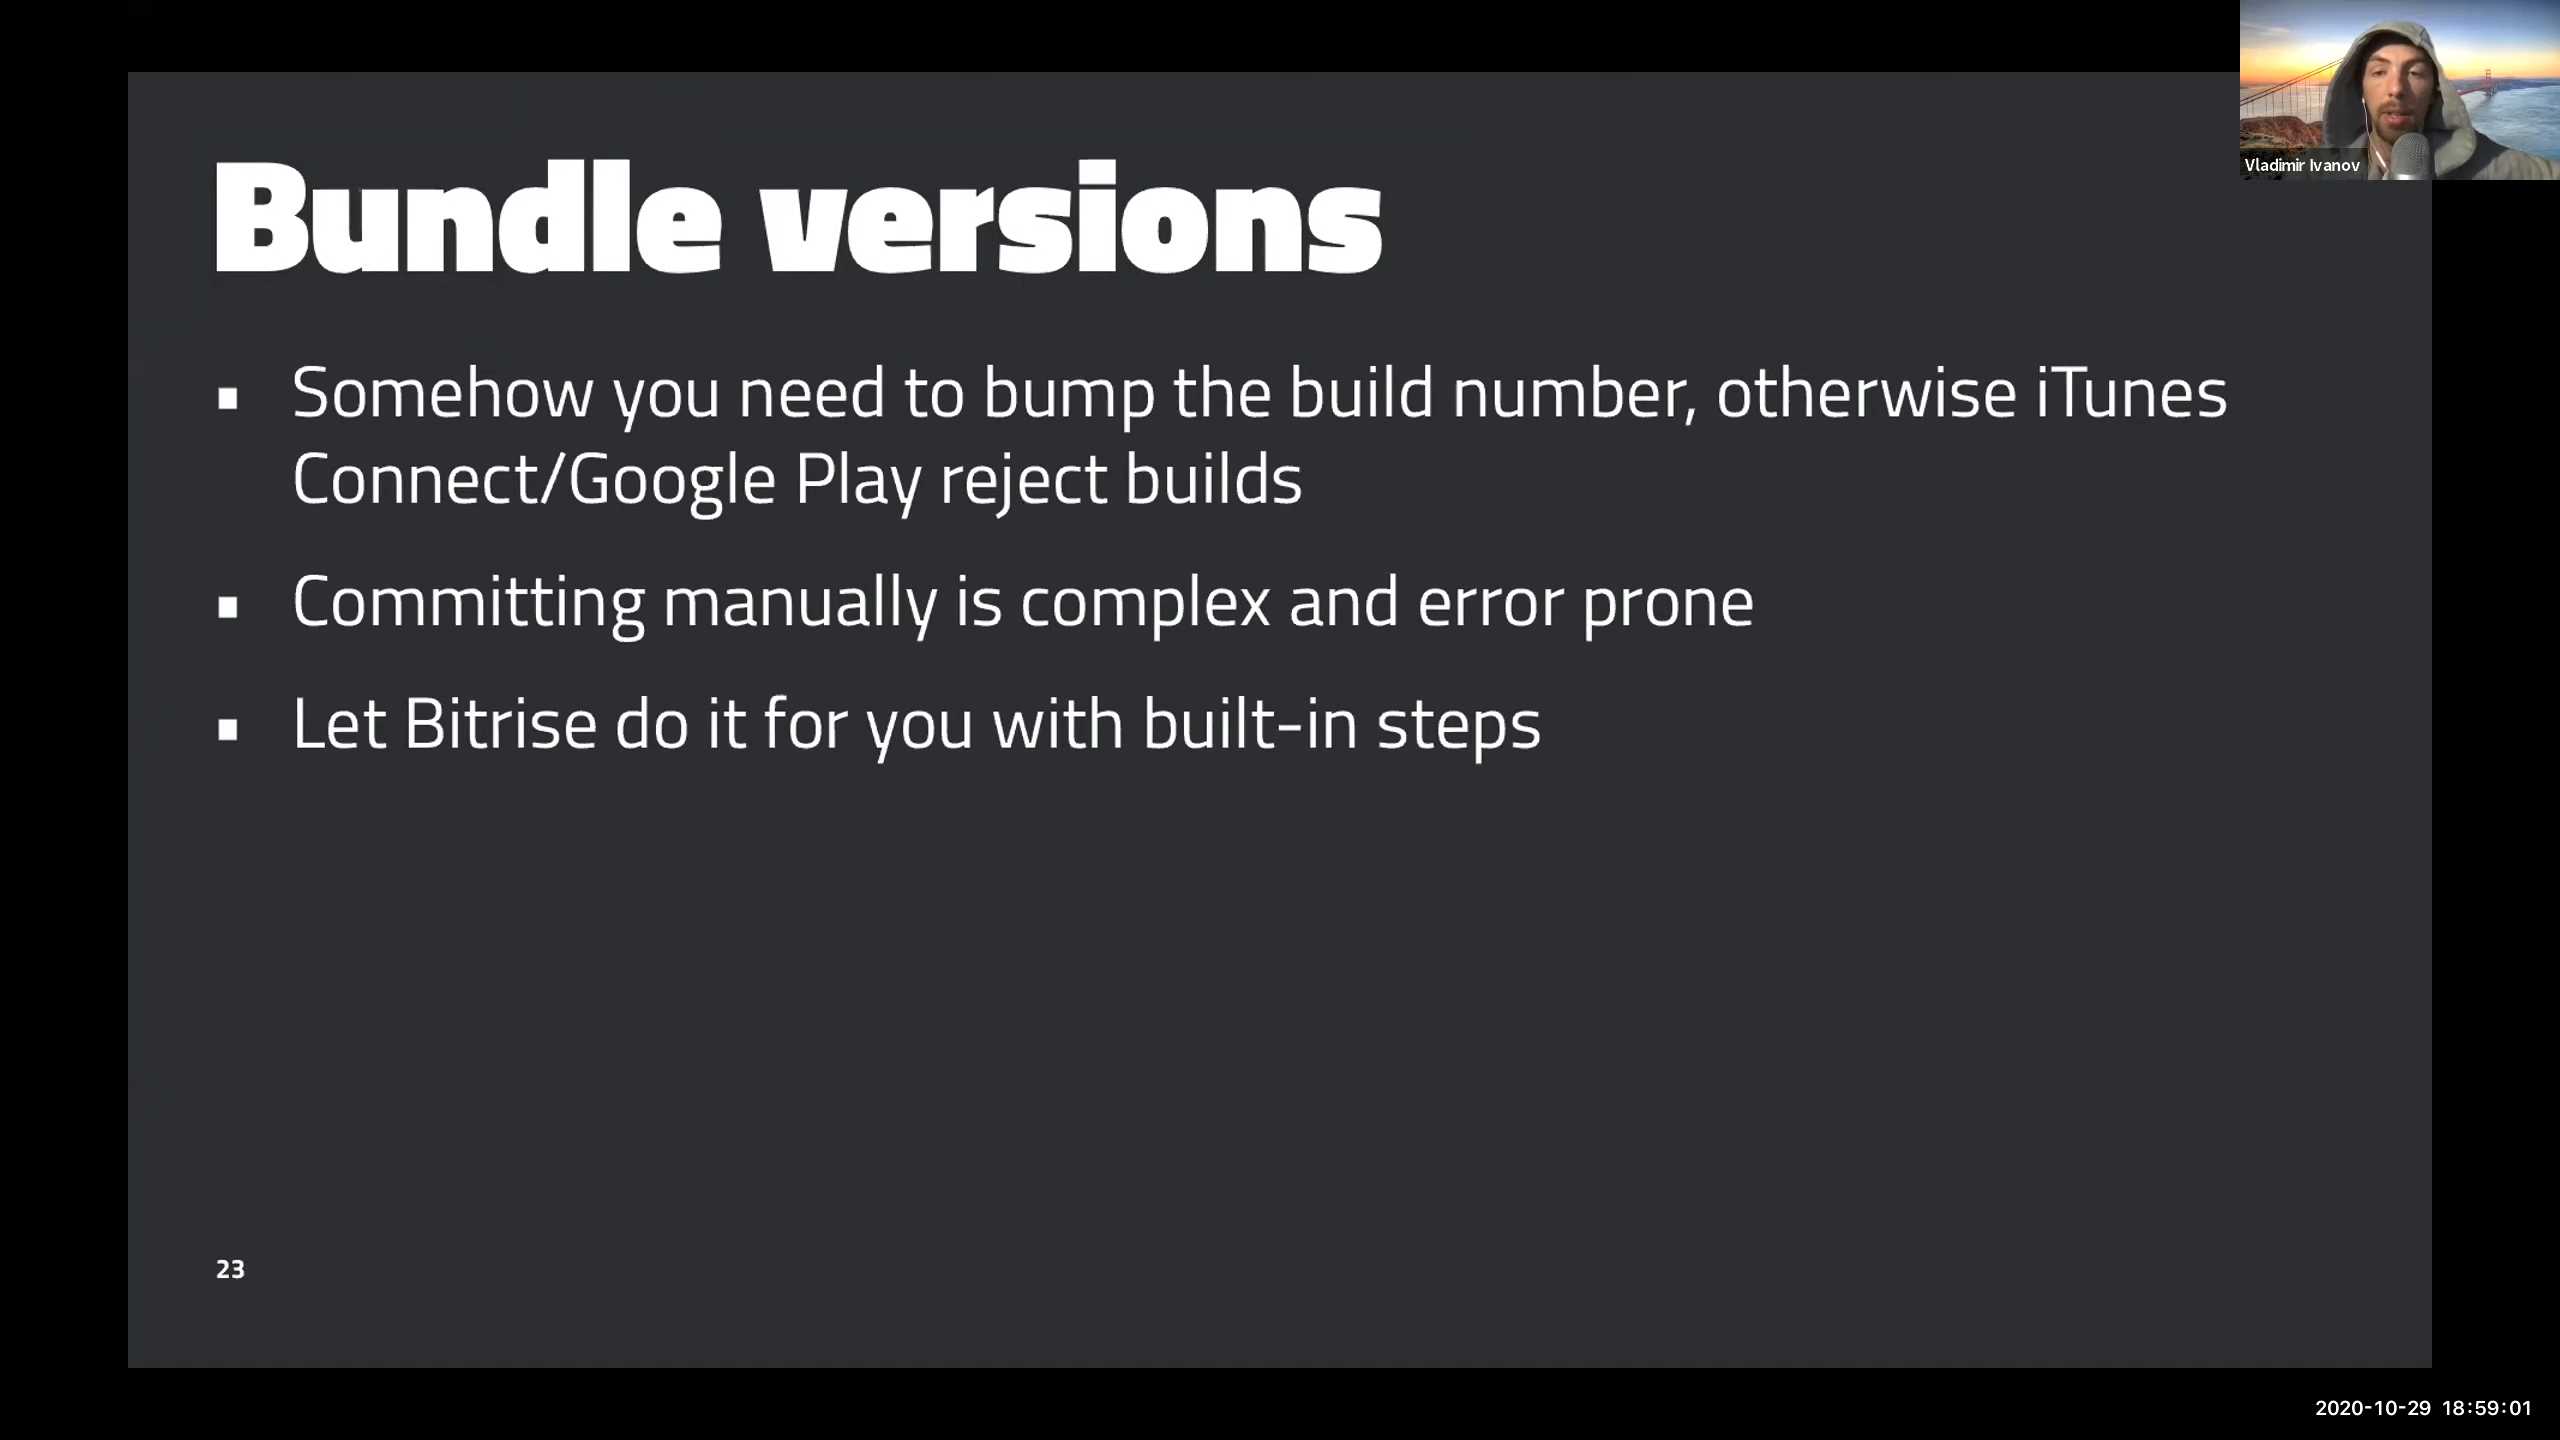 Vladimir Ivanov
Bundle versions
▪ Somehow you need to bump the build number, otherwise iTunes
Connect/Google Play reject builds
▪ Committing manually is complex and error prone
▪ Let Bitrise do it for you with built-in steps
23
2020-10-29 18:59:01